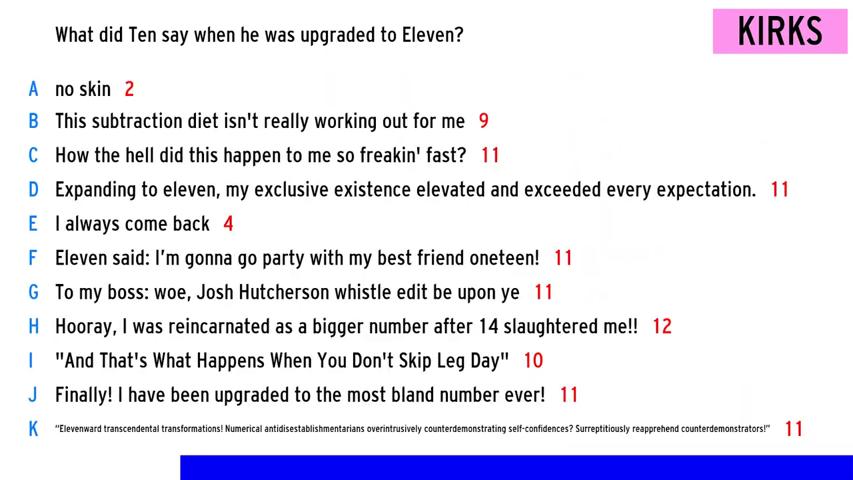 What did Ten say when he was upgraded to Eleven?
KIRKS
A no skin 2
B This subtraction diet isn't really working out for me 9
C How the hell did this happen to me so freakin' fast? 11
D Expanding to eleven, my exclusive existence elevated and exceeded every expectation. 11
E I always come back 4
F Eleven said: I'm gonna go party with my best friend oneteen! 11
G To my boss: woe, Josh Hutcherson whistle edit be upon ye 11
H Hooray, I was reincarnated as a bigger number after 14 slaughtered me!! 12
I "And That's What Happens When You Don't Skip Leg Day" 10
J Finally! I have been upgraded to the most bland number ever! 11
K "Elevenward transcendental transformations! Numerical antidisestablishmentarians overintrusively counterdemonstrating self-confidences? Surreptitiously reapprehend counterdemonstrators!" 11